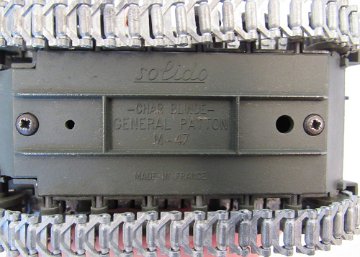 solido
-CHAR BLINDE-
GENERAL PATTON
M-47
MADE IN FRANCE